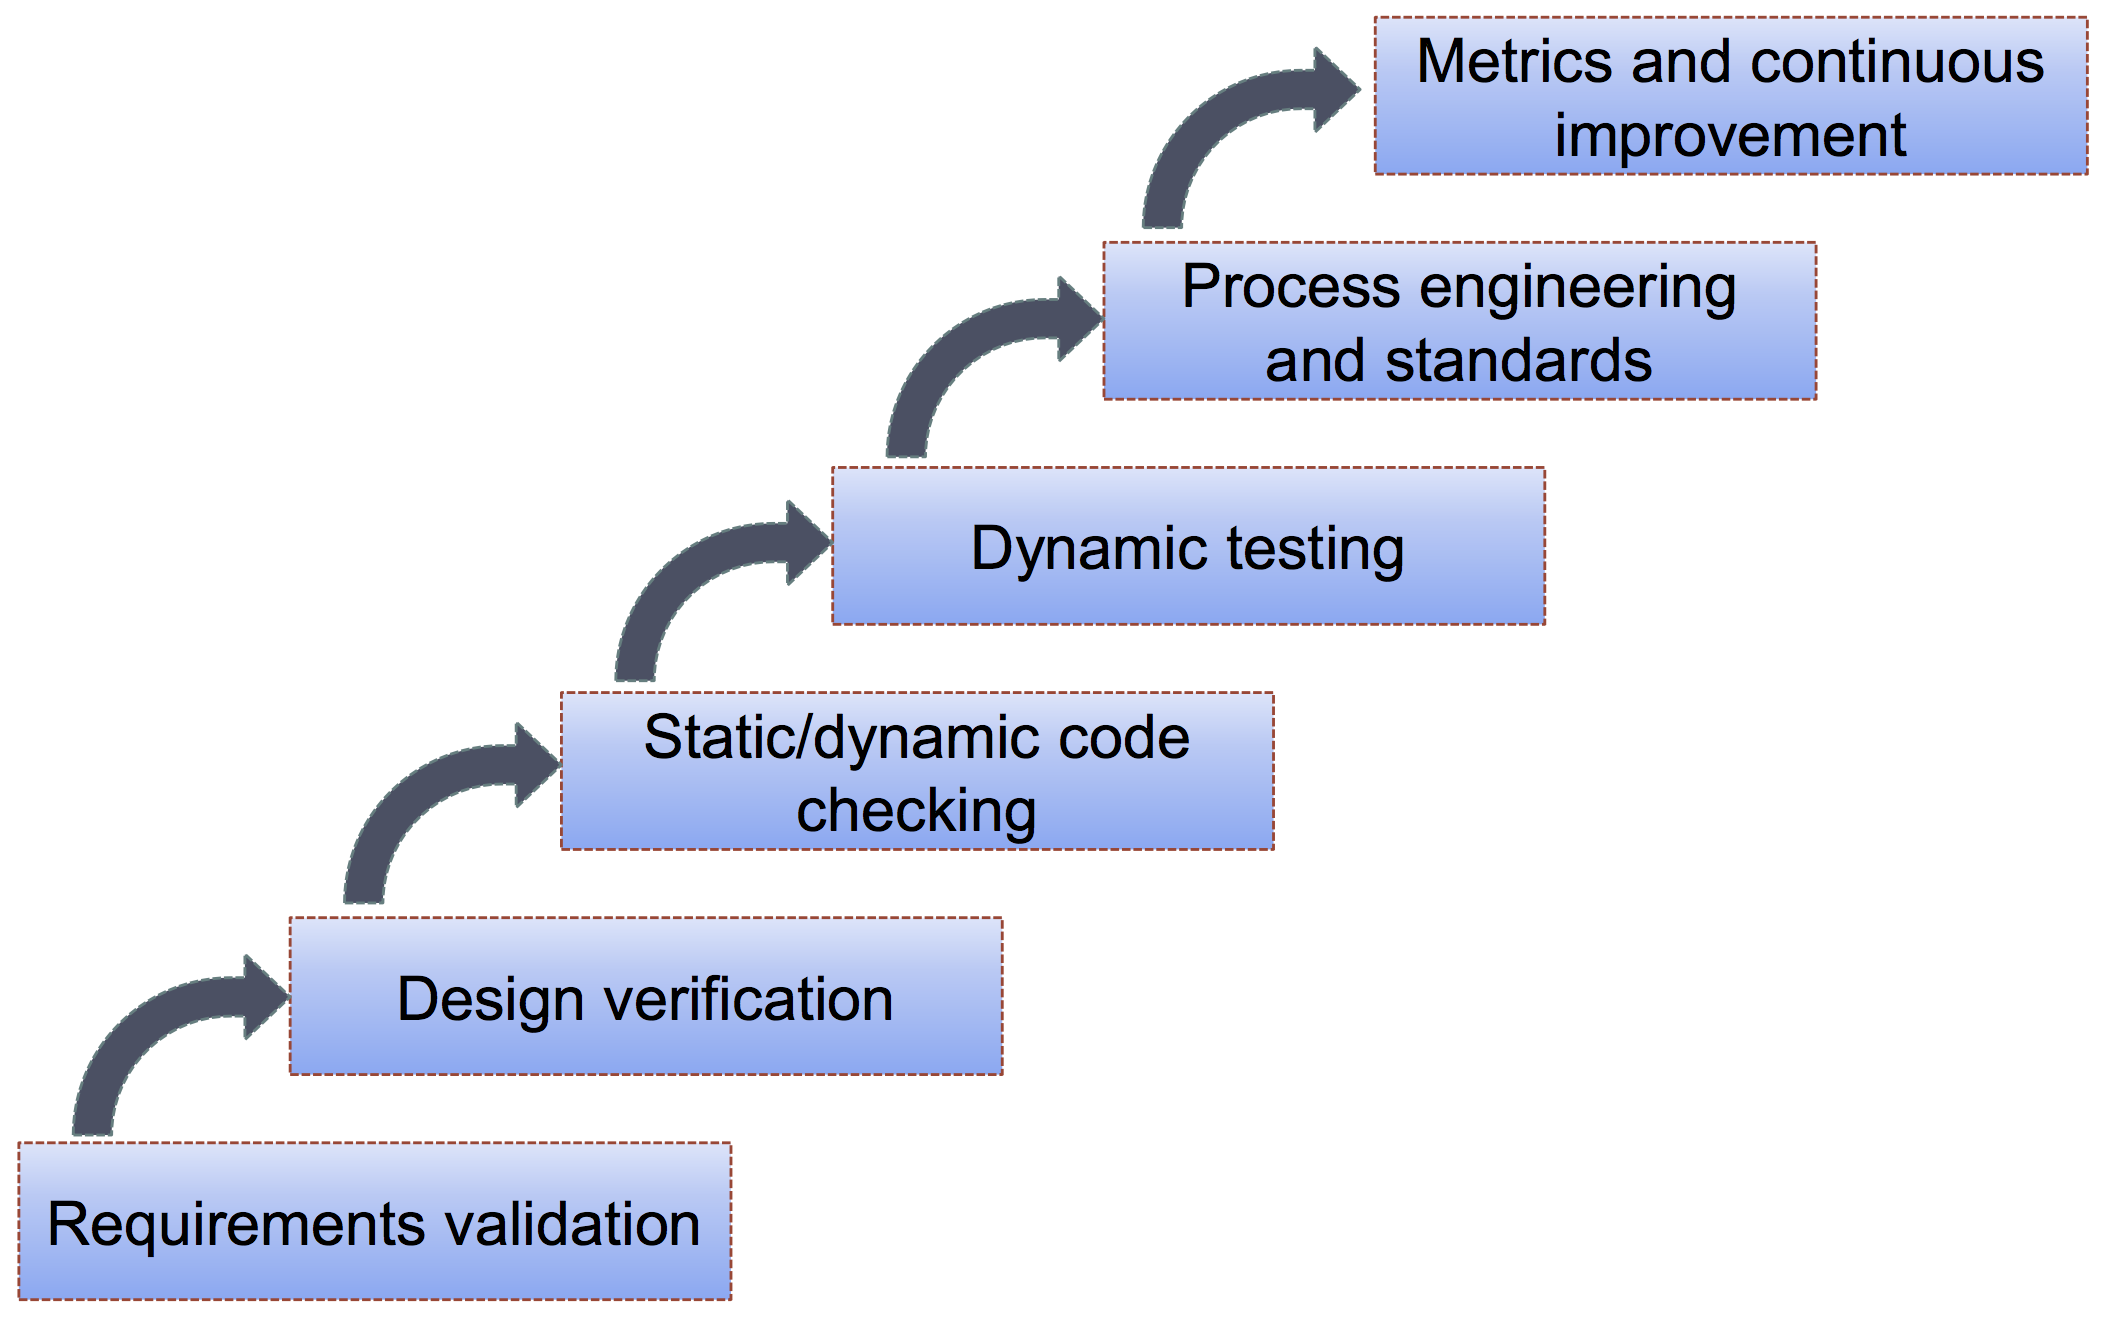 Metrics and continuous
improvement
Process engineering
and standards
Dynamic testing
Static/dynamic code
checking
Design verification
Requirements validation